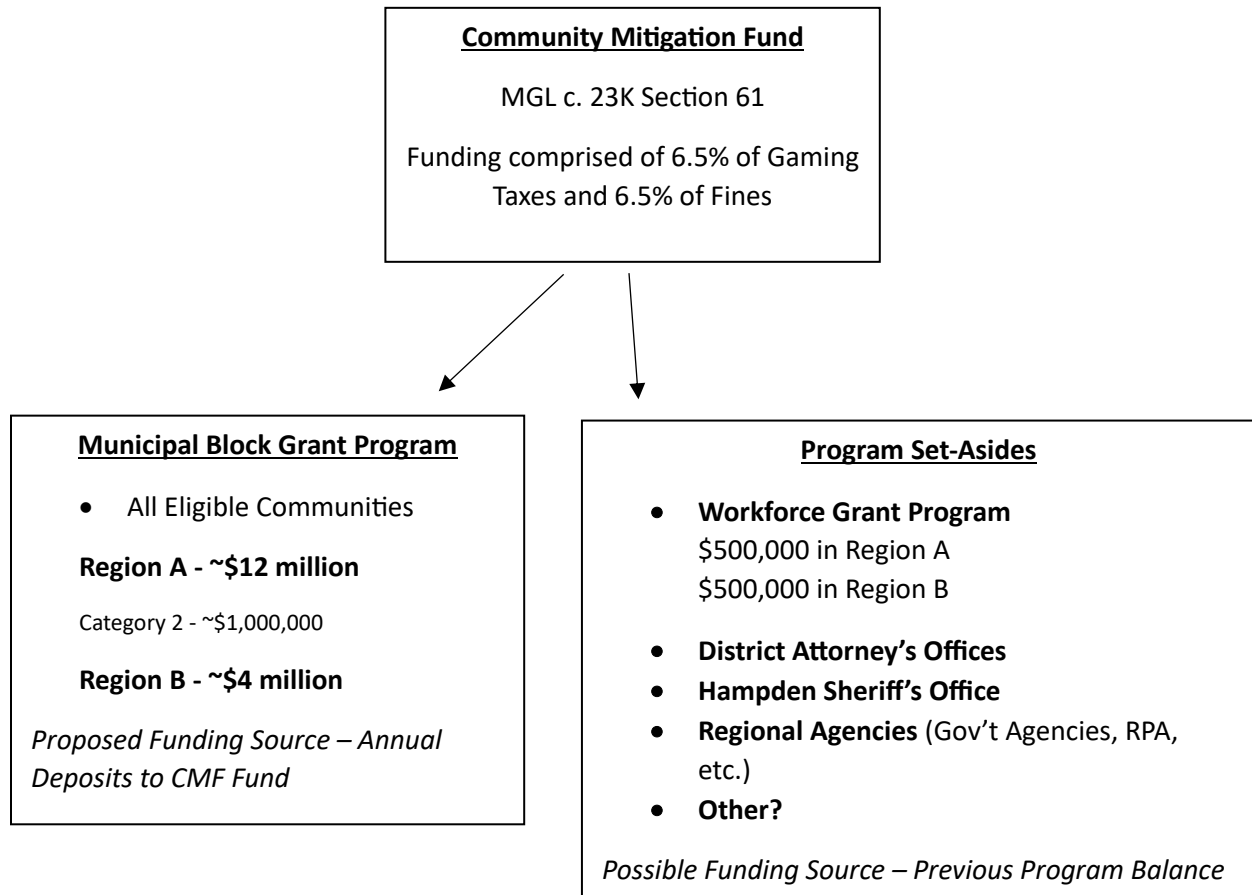 Community Mitigation Fund
MGL c. 23K Section 61
Funding comprised of 6.5% of Gaming
Taxes and 6.5% of Fines
Municipal Block Grant Program
• All Eligible Communities
Region A - ~$12 million
Category 2 - ~$1,000,000
Region B - ~$4 million
Proposed Funding Source – Annual
Deposits to CMF Fund
Program Set-Asides
• Workforce Grant Program
$500,000 in Region A
$500,000 in Region B
• District Attorney’s Offices
• Hampden Sheriff’s Office
• Regional Agencies (Gov’t Agencies, RPA,
etc.)
• Other?
Possible Funding Source – Previous Program Balance